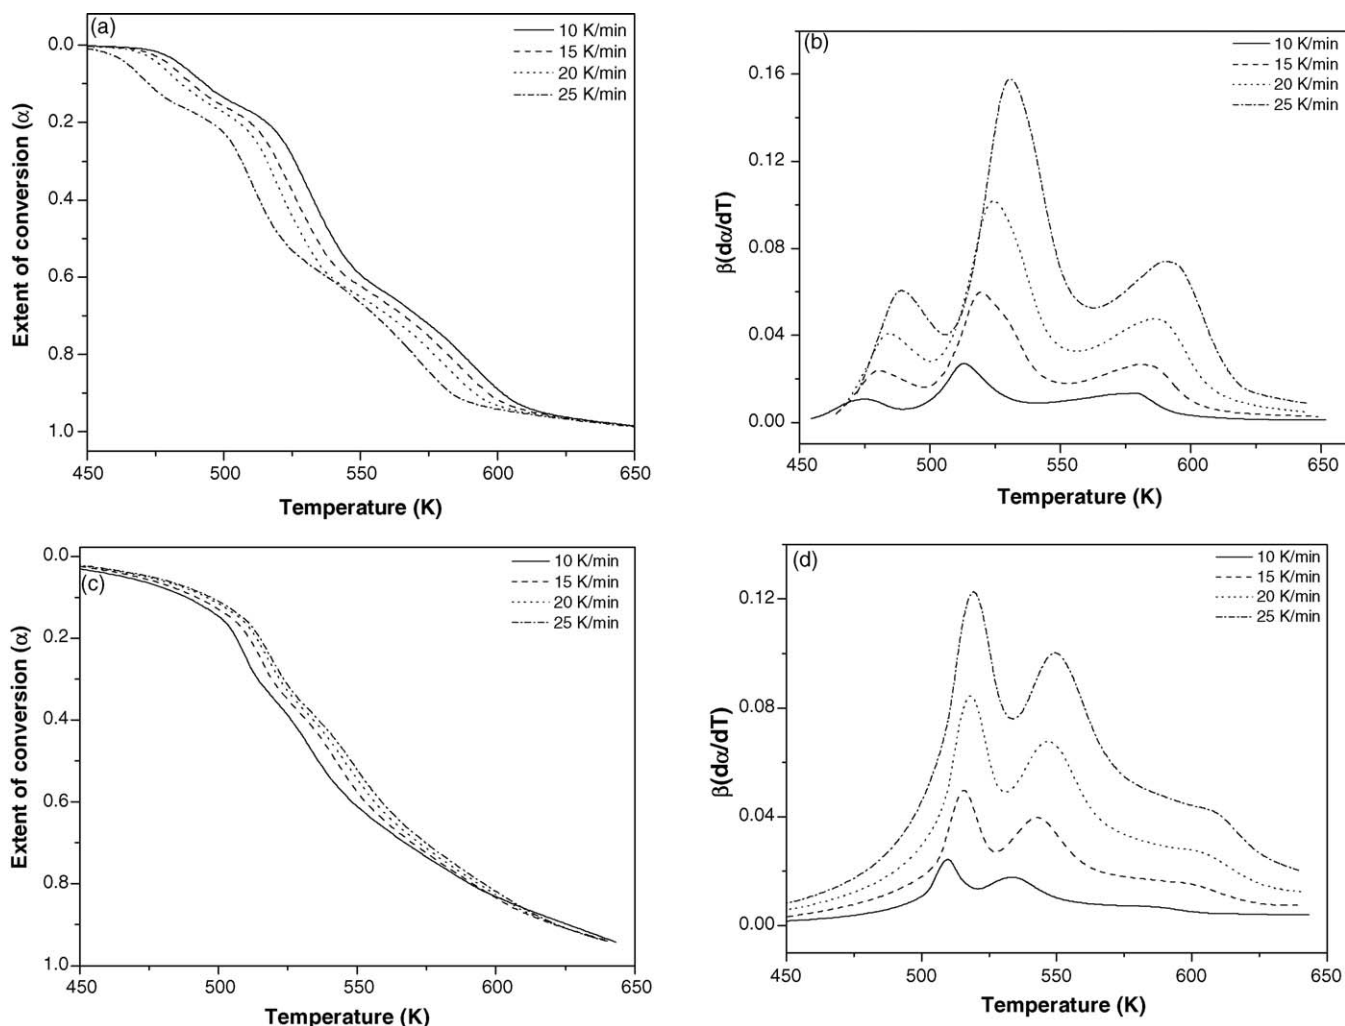 (a)
10 K/min
15 K/min
20 K/min
25 K/min
0.0
0.2
0.4
0.6
0.8
1.0
Extent of conversion (α)
450 500 550 600 650
Temperature (K)
(b)
10 K/min
15 K/min
20 K/min
25 K/min
0.16
0.12
0.08
0.04
0.00
β(dα/dT)
450 500 550 600 650
Temperature (K)
(c)
10 K/min
15 K/min
20 K/min
25 K/min
0.0
0.2
0.4
0.6
0.8
1.0
Extent of conversion (α)
450 500 550 600 650
Temperature (K)
(d)
10 K/min
15 K/min
20 K/min
25 K/min
0.12
0.08
0.04
0.00
β(dα/dT)
450 500 550 600 650
Temperature (K)